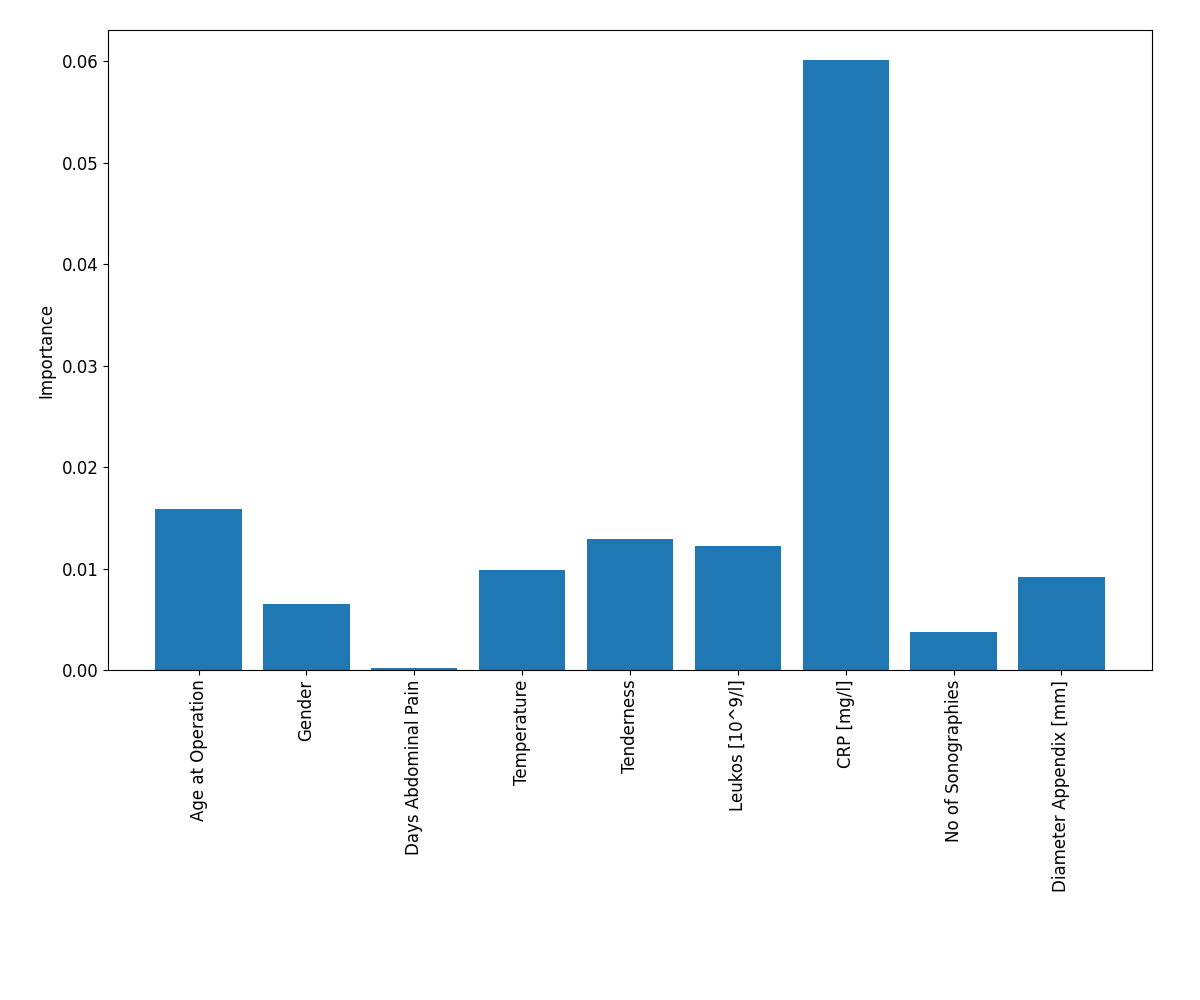 0.06
0.05
0.04
0.03
0.02
0.01
0.00
Importance
Age at Operation
Gender
Days Abdominal Pain
Temperature
Tenderness
Leukos [10^9/l]
CRP [mg/l]
No of Sonographies
Diameter Appendix [mm]